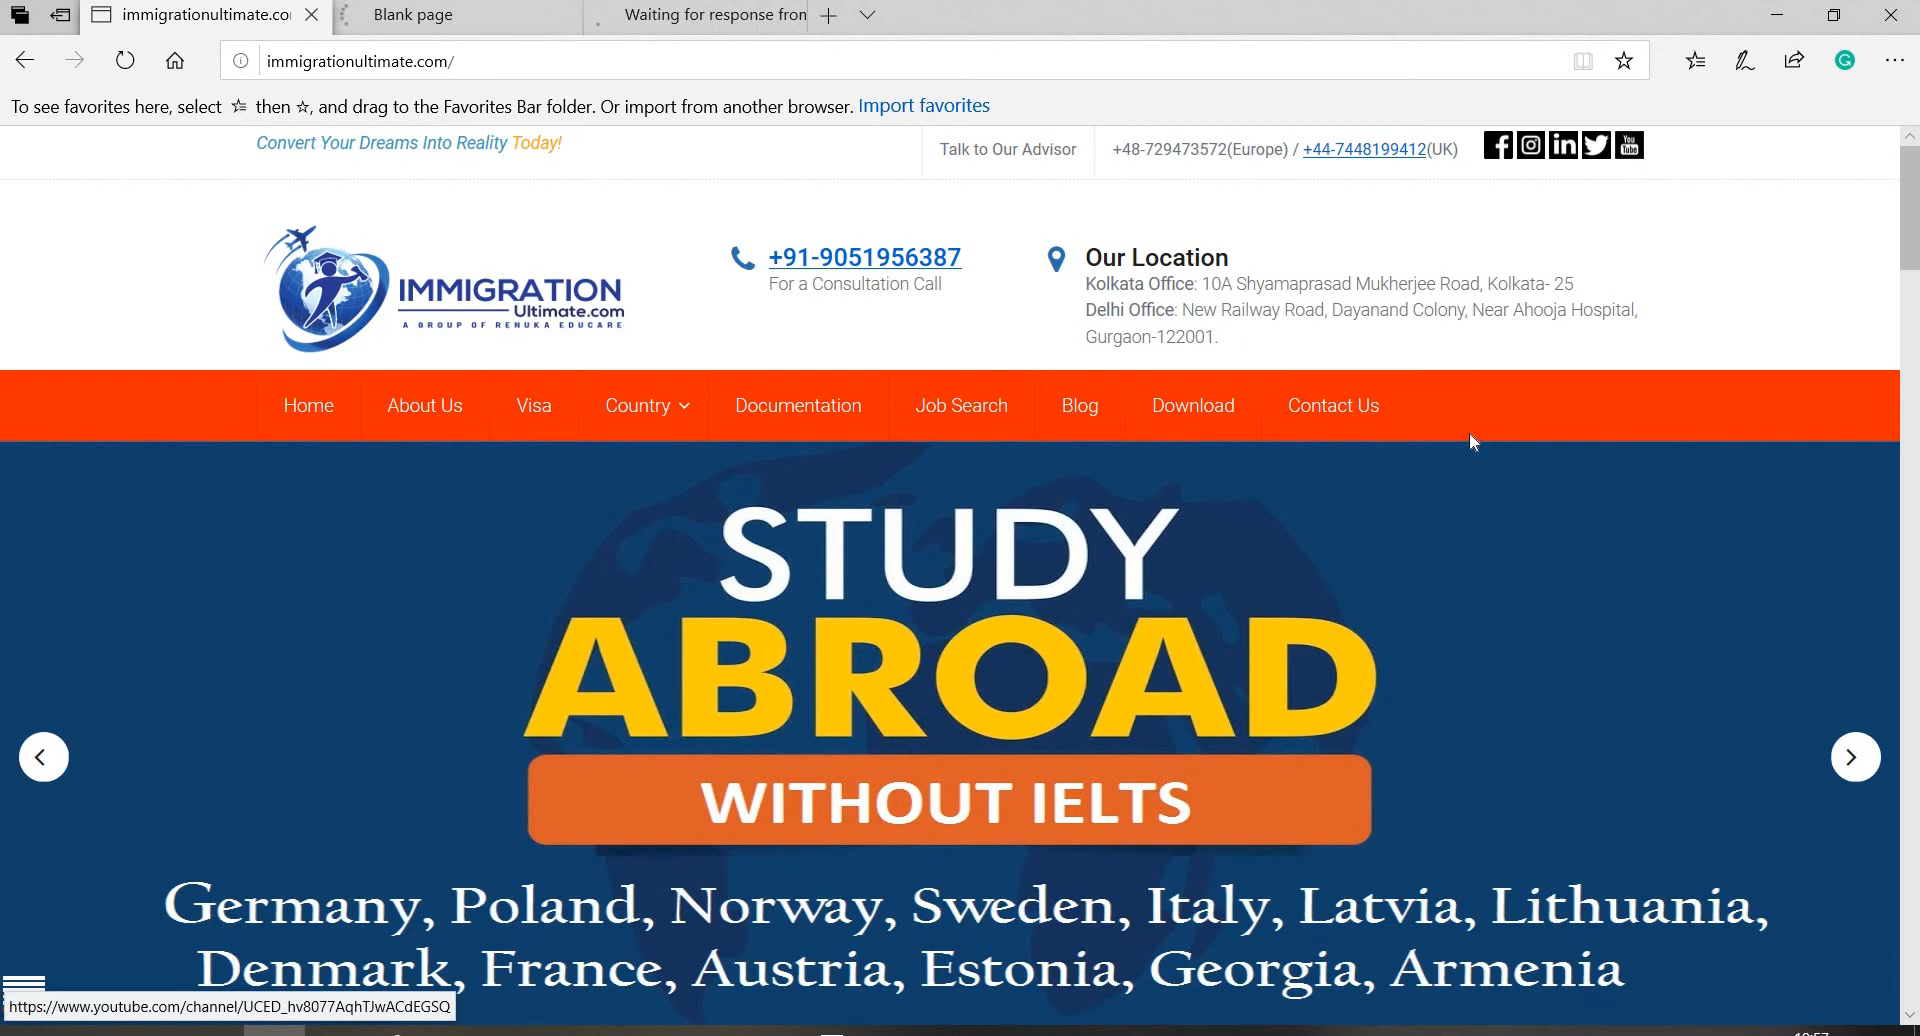 immigrationultimate.co
Blank page
Waiting for response fron
immigrationultimate.com/
To see favorites here, select then , and drag to the Favorites Bar folder. Or import from another browser. Import favorites
Convert Your Dreams Into Reality Today!
Talk to Our Advisor
+48-729473572(Europe) / +44-7448199412(UK)
You
Tube
IMMIGRATION
Ultimate.com
A GROUP OF RENUKA EDUCARE
+91-9051956387
For a Consultation Call
Our Location
Kolkata Office: 10A Shyamaprasad Mukherjee Road, Kolkata- 25
Delhi Office: New Railway Road, Dayanand Colony, Near Ahooja Hospital,
Gurgaon-122001.
Home About Us Visa Country Documentation Job Search Blog Download Contact Us
STUDY
ABROAD
WITHOUT IELTS
Germany, Poland, Norway, Sweden, Italy, Latvia, Lithuania,
Denmark, France, Austria, Estonia, Georgia, Armenia
https://www.youtube.com/channel/UCED_hv8077AqhTJwACdEGSQ